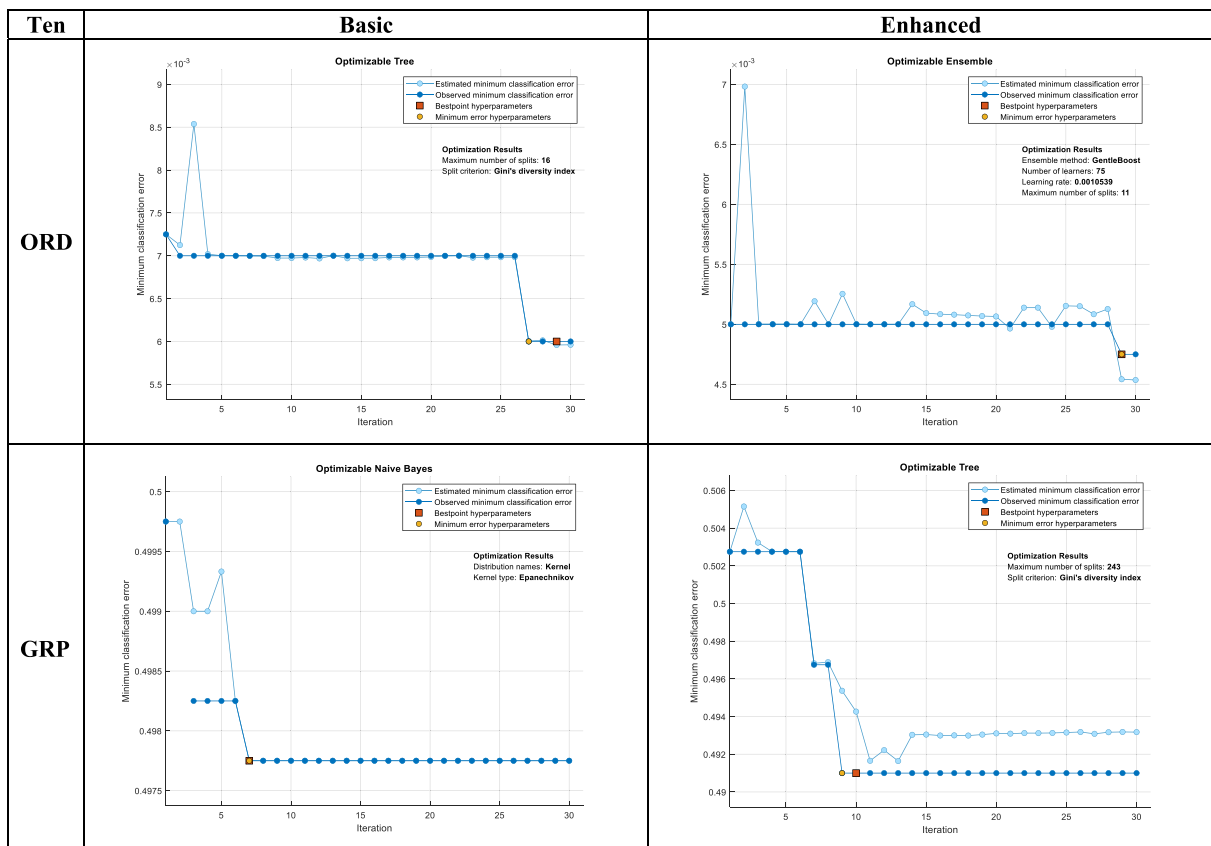 Ten
Basic
Enhanced
ORD
Optimizable Tree
×10⁻³
Estimated minimum classification error
Observed minimum classification error
Bestpoint hyperparameters
Minimum error hyperparameters
Optimization Results
Maximum number of splits: 16
Split criterion: Gini's diversity index
Minimum classification error
9
8.5
8
7.5
7
6.5
6
5.5
5
10
15
20
25
30
Iteration
Optimizable Ensemble
×10⁻³
Estimated minimum classification error
Observed minimum classification error
Bestpoint hyperparameters
Minimum error hyperparameters
Optimization Results
Ensemble method: GentleBoost
Number of learners: 75
Learning rate: 0.0010539
Maximum number of splits: 11
Minimum classification error
7
6.5
6
5.5
5
4.5
5
10
15
20
25
30
Iteration
GRP
Optimizable Naive Bayes
Estimated minimum classification error
Observed minimum classification error
Bestpoint hyperparameters
Minimum error hyperparameters
Optimization Results
Distribution names: Kernel
Kernel type: Epanechnikov
Minimum classification error
0.5
0.4995
0.499
0.4985
0.498
0.4975
5
10
15
20
25
30
Iteration
Optimizable Tree
Estimated minimum classification error
Observed minimum classification error
Bestpoint hyperparameters
Minimum error hyperparameters
Optimization Results
Maximum number of splits: 243
Split criterion: Gini's diversity index
Minimum classification error
0.506
0.504
0.502
0.5
0.498
0.496
0.494
0.492
0.49
5
10
15
20
25
30
Iteration